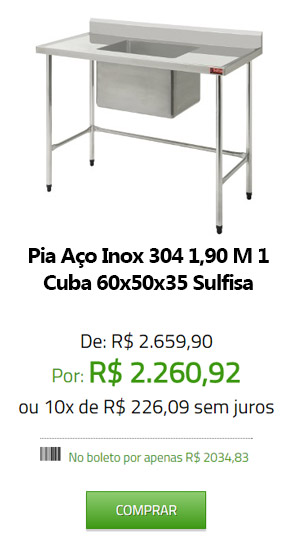 Pia Aço Inox 304 1,90 M 1
Cuba 60x50x35 Sulfisa
De: R$ 2.659,90
Por: R$ 2.260,92
ou 10x de R$ 226,09 sem juros
No boleto por apenas R$ 2034,83
COMPRAR